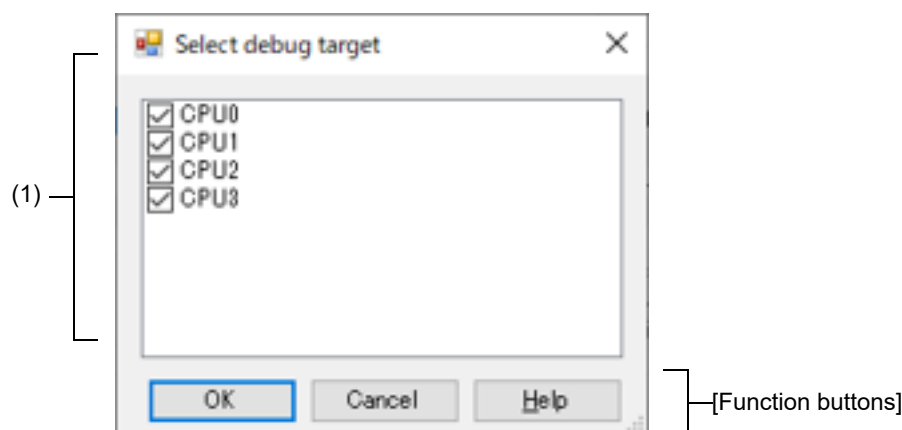 Select debug target
CPU0
CPU1
CPU2
CPU3
(1)
OK Cancel Help
[Function buttons]